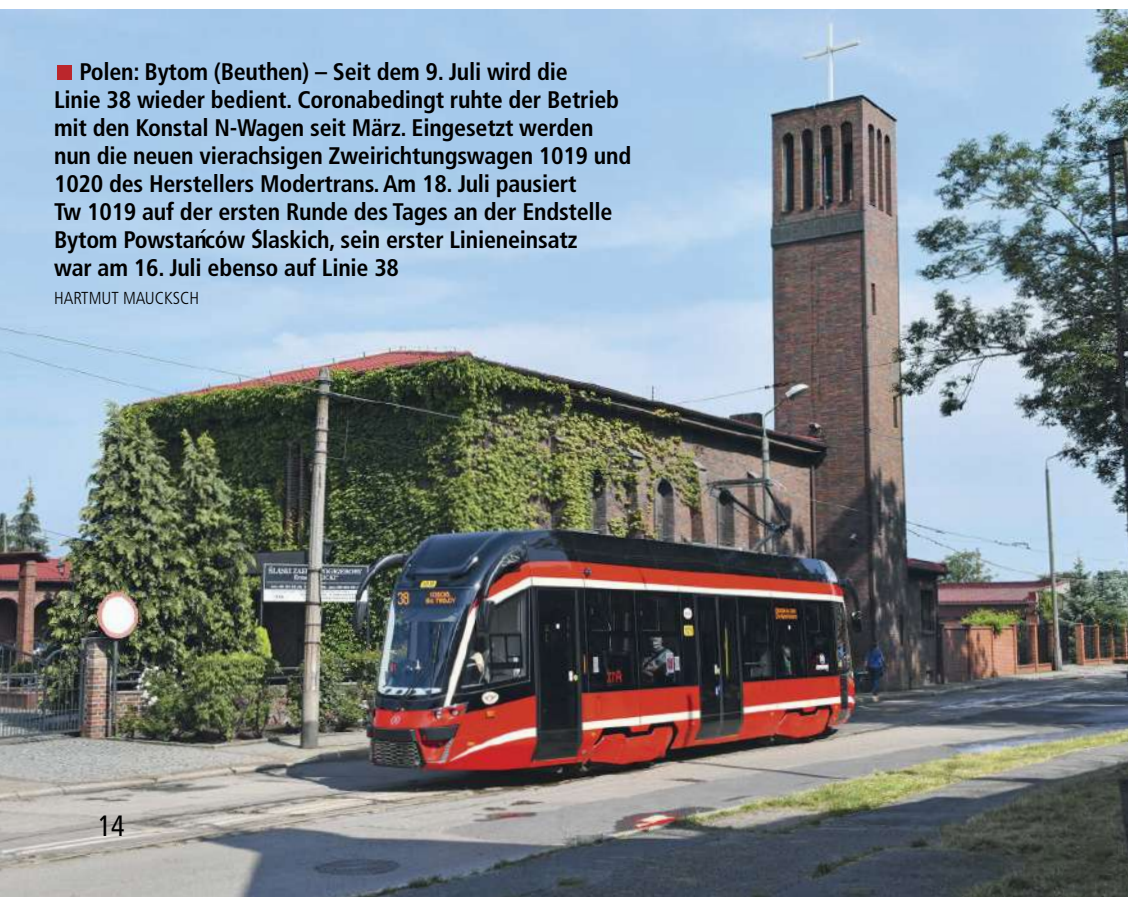 Polen: Bytom (Beuthen) – Seit dem 9. Juli wird die
Linie 38 wieder bedient. Coronabedingt ruhte der Betrieb
mit den Konstal N-Wagen seit März. Eingesetzt werden
nun die neuen vierachsigen Zweirichtungswagen 1019 und
1020 des Herstellers Modertrans. Am 18. Juli pausiert
Tw 1019 auf der ersten Runde des Tages an der Endstelle
Bytom Powstańców Ślaskich, sein erster Linieneinsatz
war am 16. Juli ebenso auf Linie 38
HARTMUT MAUCKSCH
38
14